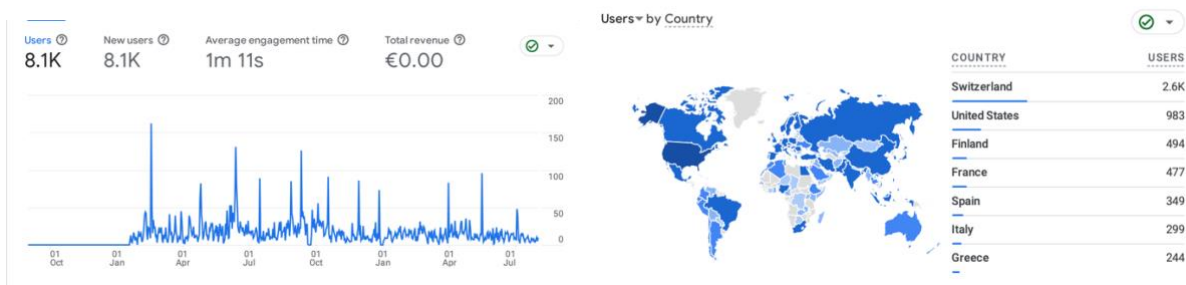 Users
New users
Average engagement time
Total revenue
8.1K
8.1K
1m 11s
€0.00
200
150
100
50
0
01 Oct
01 Jan
01 Apr
01 Jul
01 Oct
01 Jan
01 Apr
01 Jul
Users by Country
COUNTRY USERS
Switzerland 2.6K
United States 983
Finland 494
France 477
Spain 349
Italy 299
Greece 244